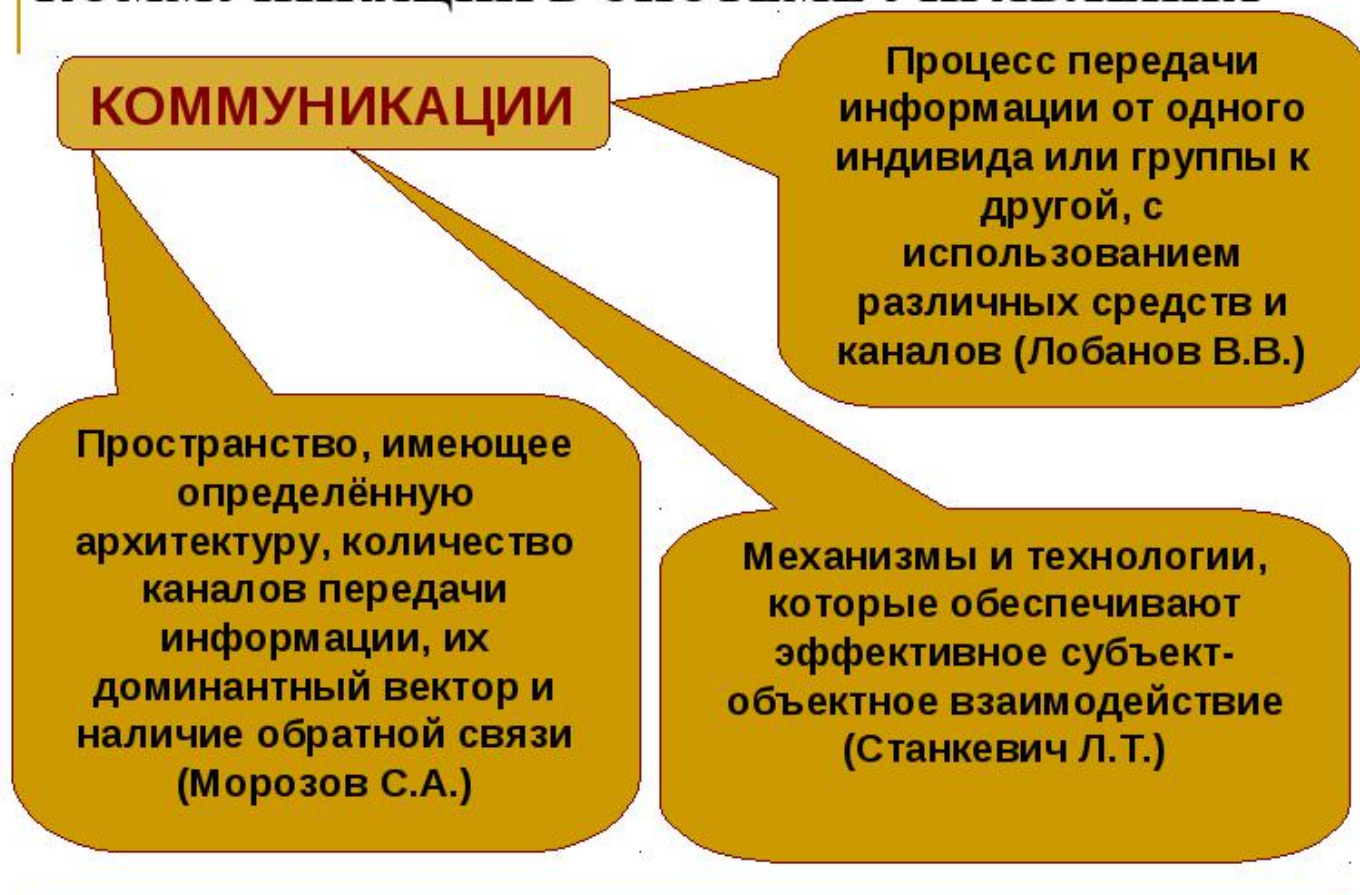 КОММУНИКАЦИИ
Процесс передачи
информации от одного
индивида или группы к
другой, с
использованием
различных средств и
каналов (Лобанов В.В.)
Пространство, имеющее
определённую
архитектуру, количество
каналов передачи
информации, их
доминантный вектор и
наличие обратной связи
(Морозов С.А.)
Механизмы и технологии,
которые обеспечивают
эффективное субъект-
объектное взаимодействие
(Станкевич Л.Т.)